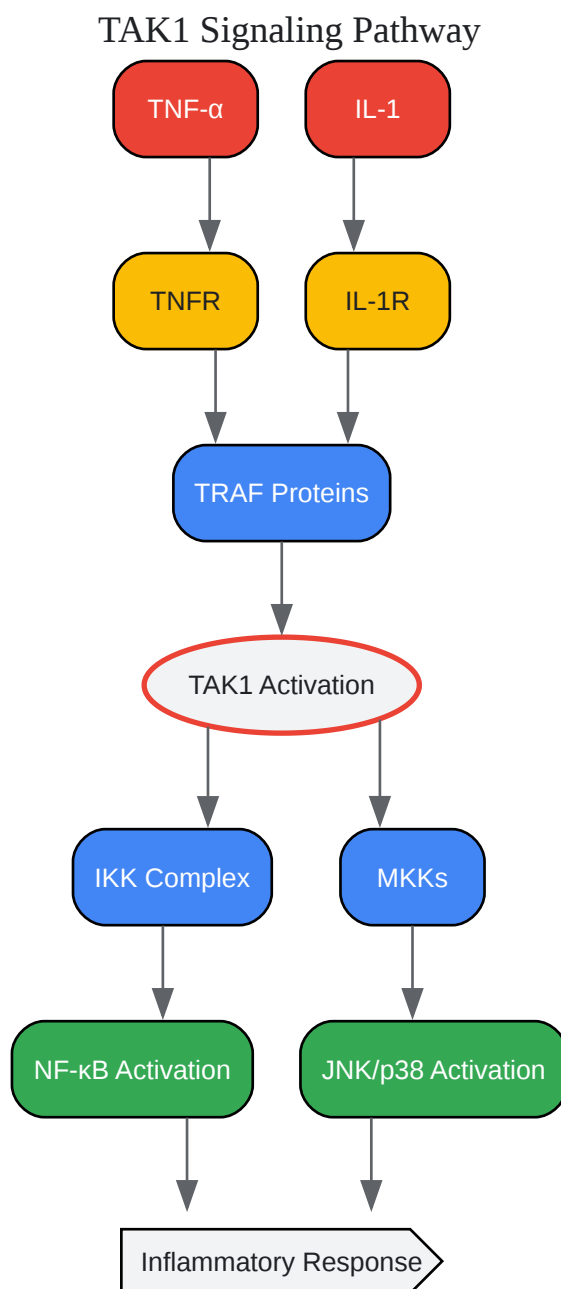 TAK1 Signaling Pathway
TNF-α
IL-1
TNFR
IL-1R
TRAF Proteins
TAK1 Activation
IKK Complex
MKKs
NF-κB Activation
JNK/p38 Activation
Inflammatory Response